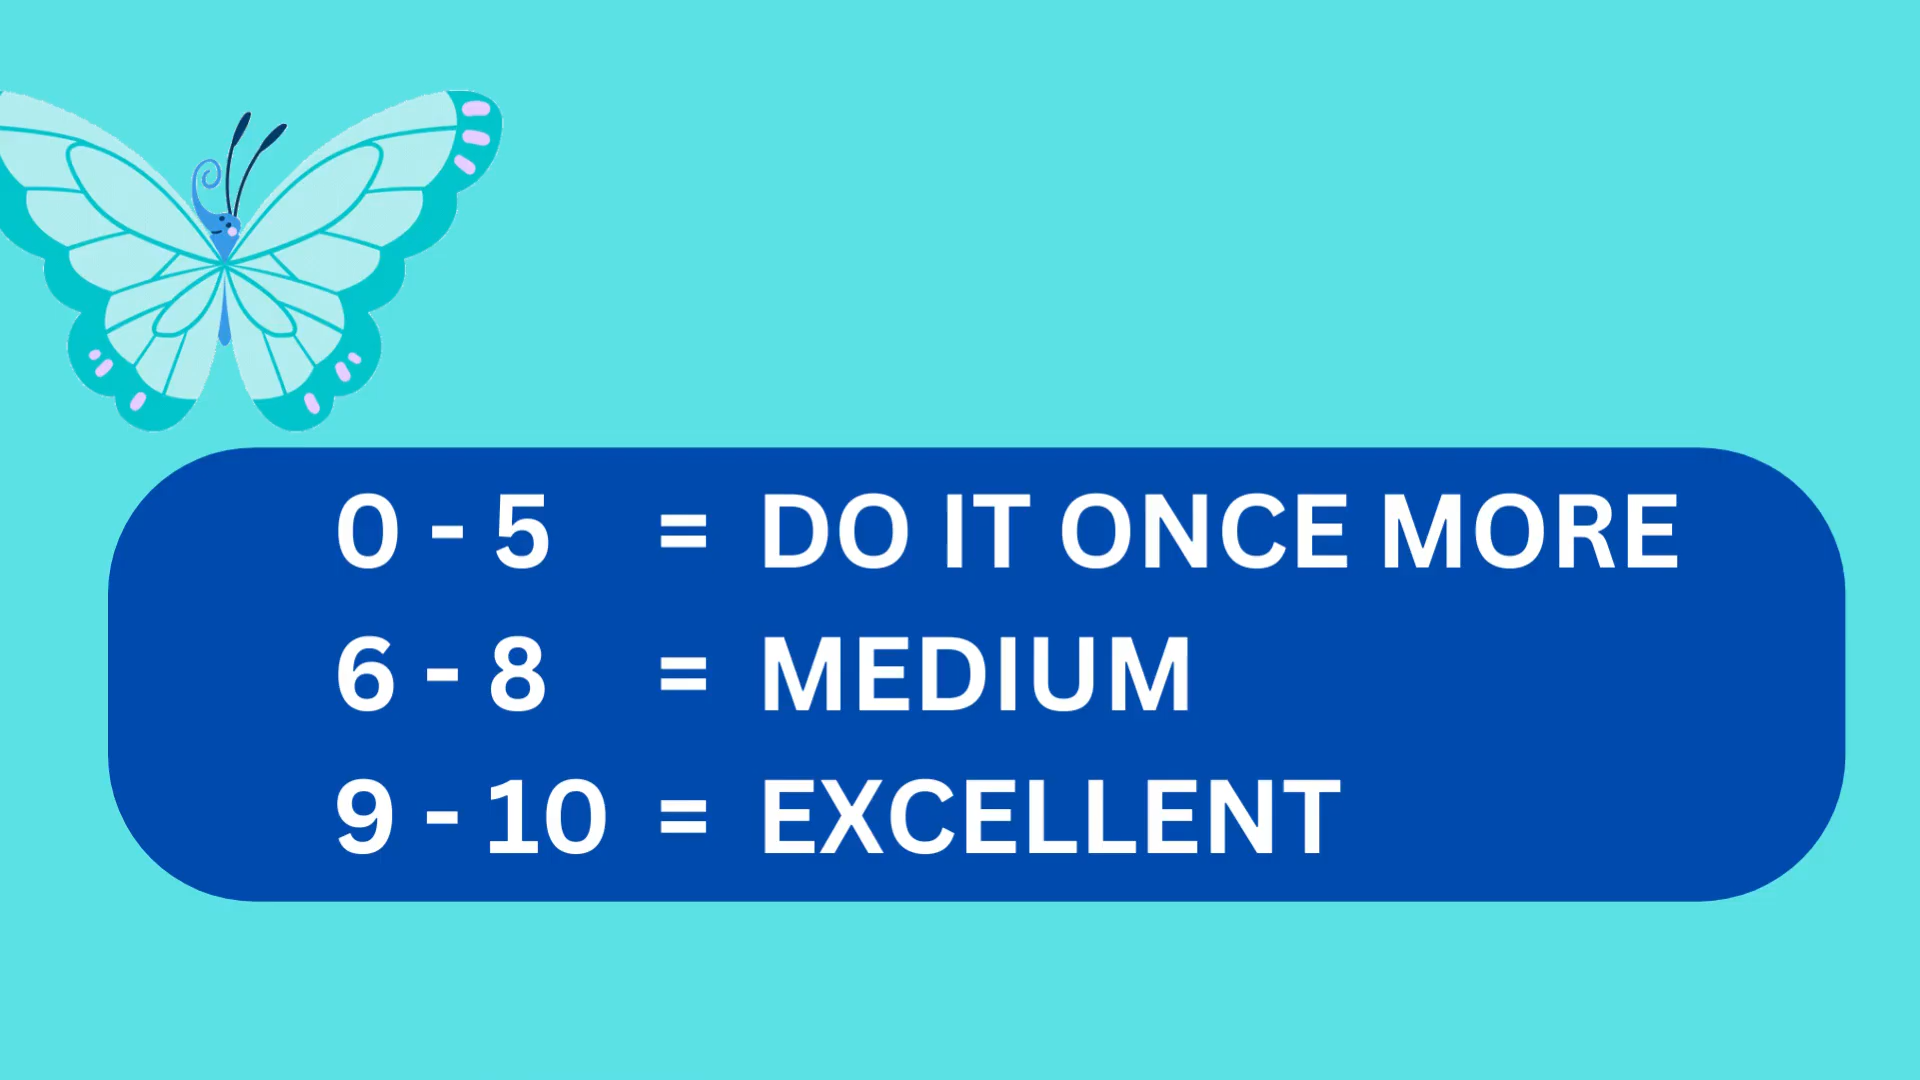 0 - 5 = DO IT ONCE MORE
6 - 8 = MEDIUM
9 - 10 = EXCELLENT